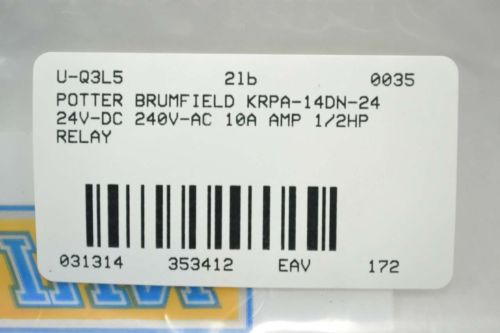 U-Q3L5 2lb 0035
POTTER BRUMFIELD KRPA-14DN-24
24V-DC 240V-AC 10A AMP 1/2HP
RELAY
031314 353412 EAV 172